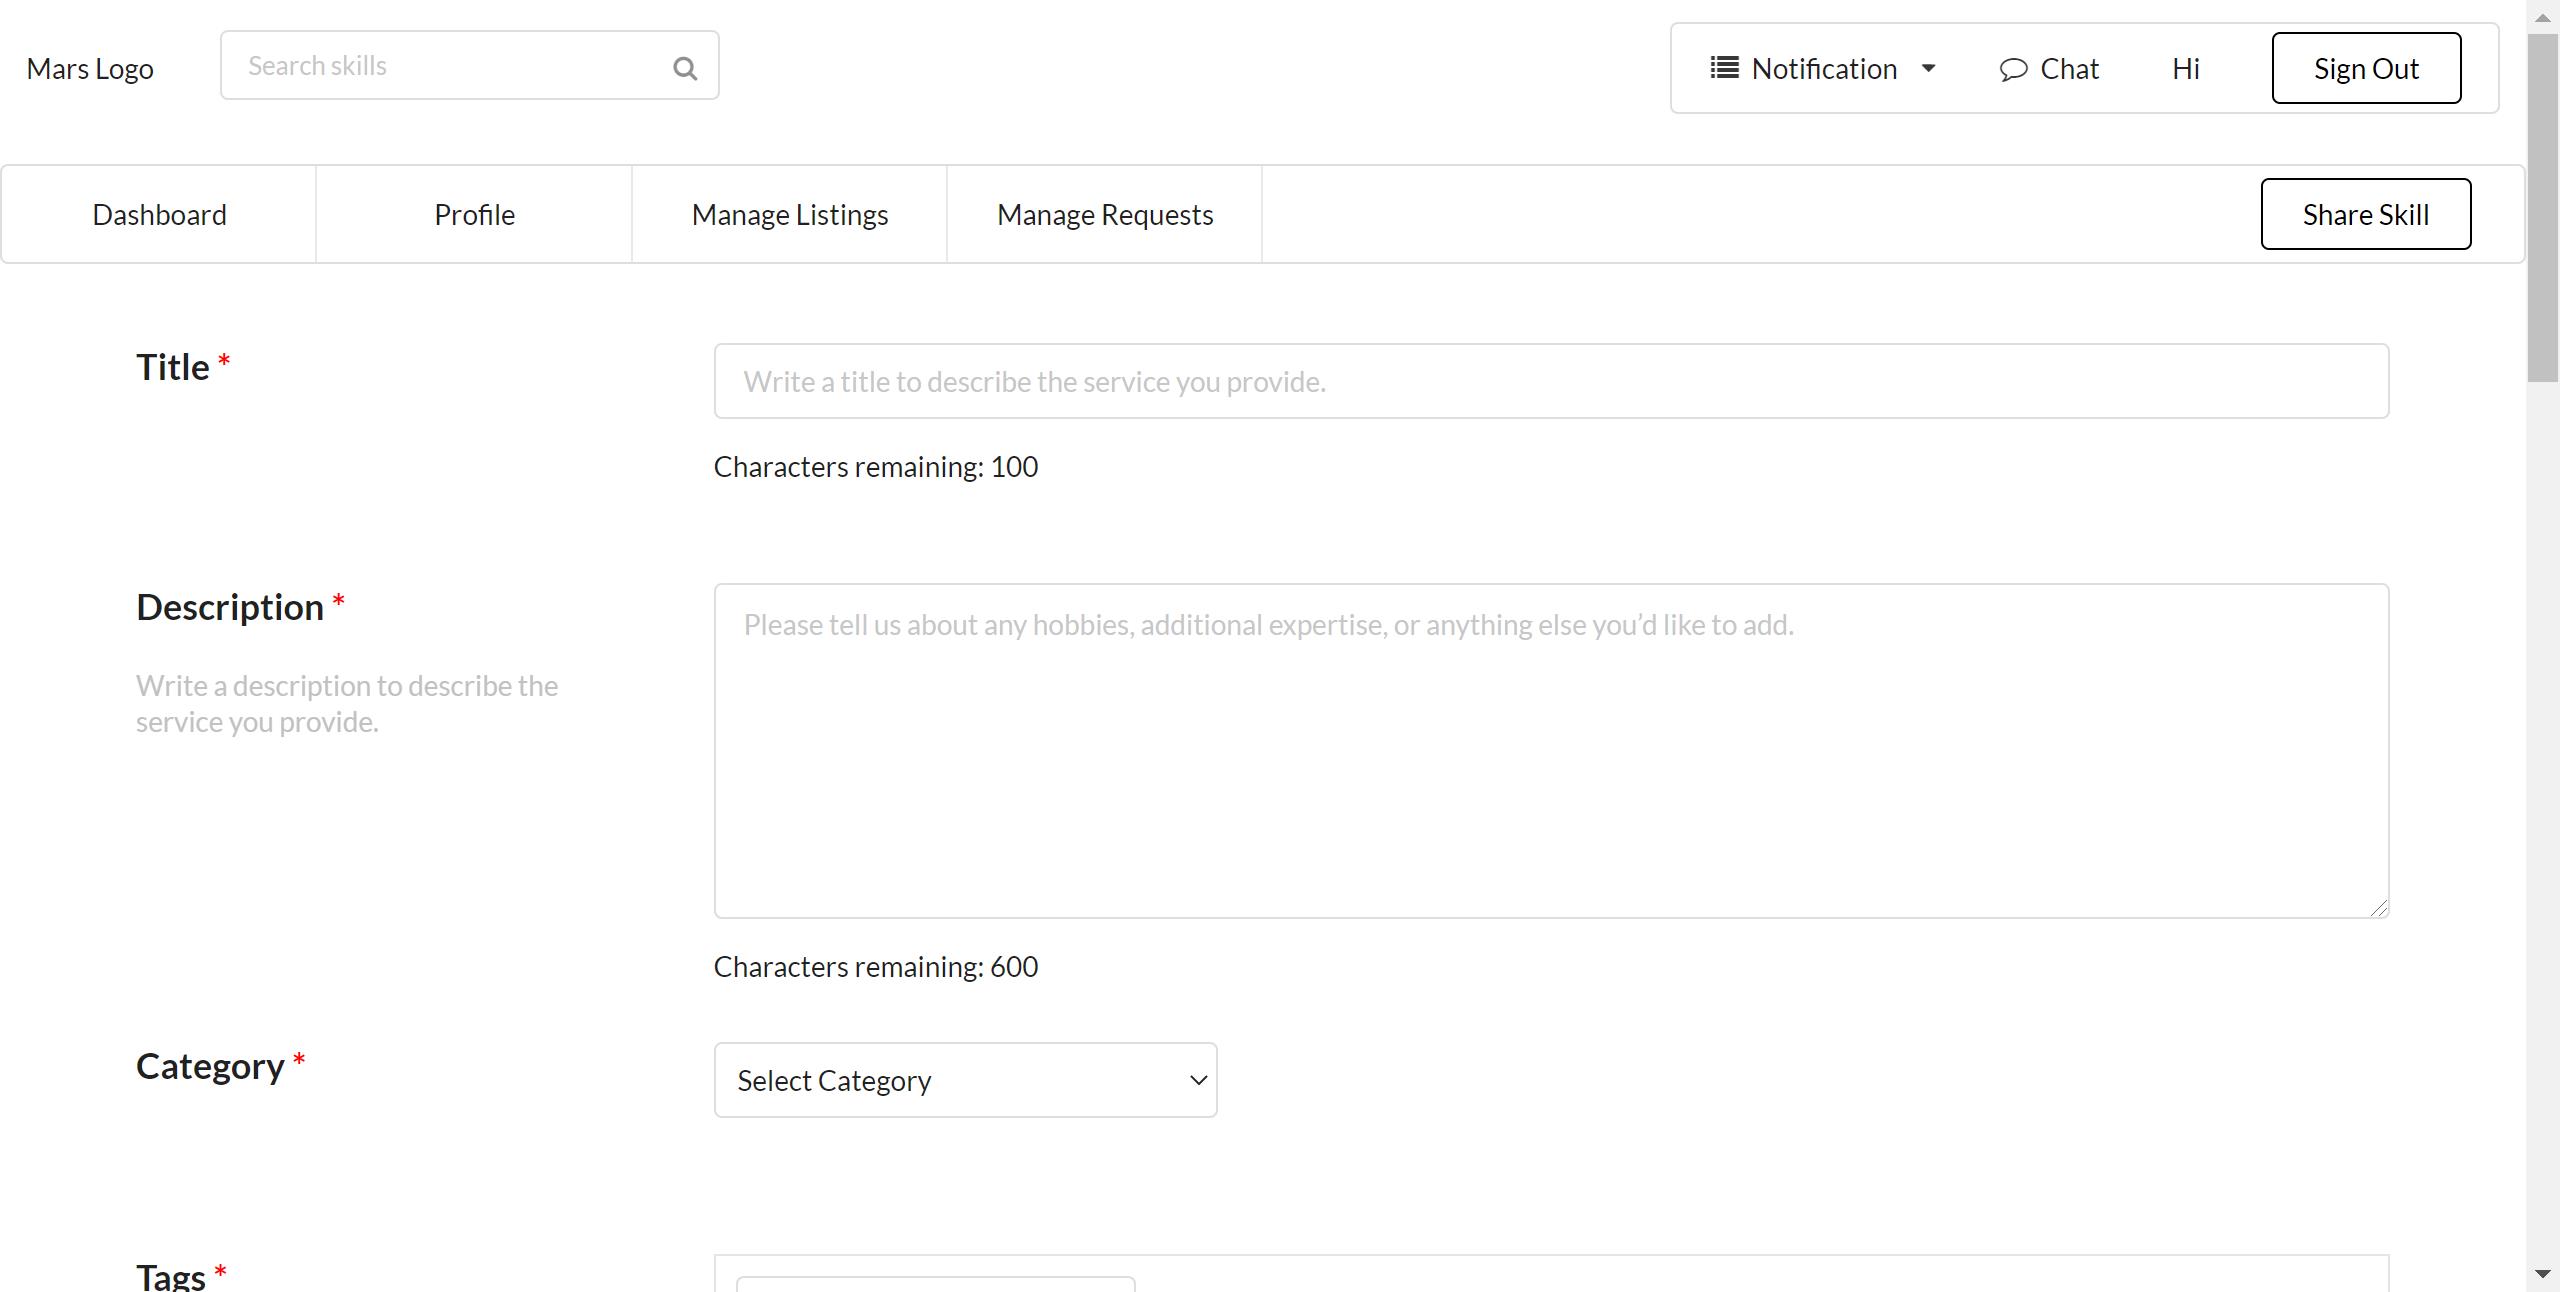 Mars Logo
Search skills
Notification
Chat
Hi
Sign Out
Dashboard
Profile
Manage Listings
Manage Requests
Share Skill
Title *
Write a title to describe the service you provide.
Characters remaining: 100
Description *
Write a description to describe the
service you provide.
Please tell us about any hobbies, additional expertise, or anything else you’d like to add.
Characters remaining: 600
Category *
Select Category
Tags *